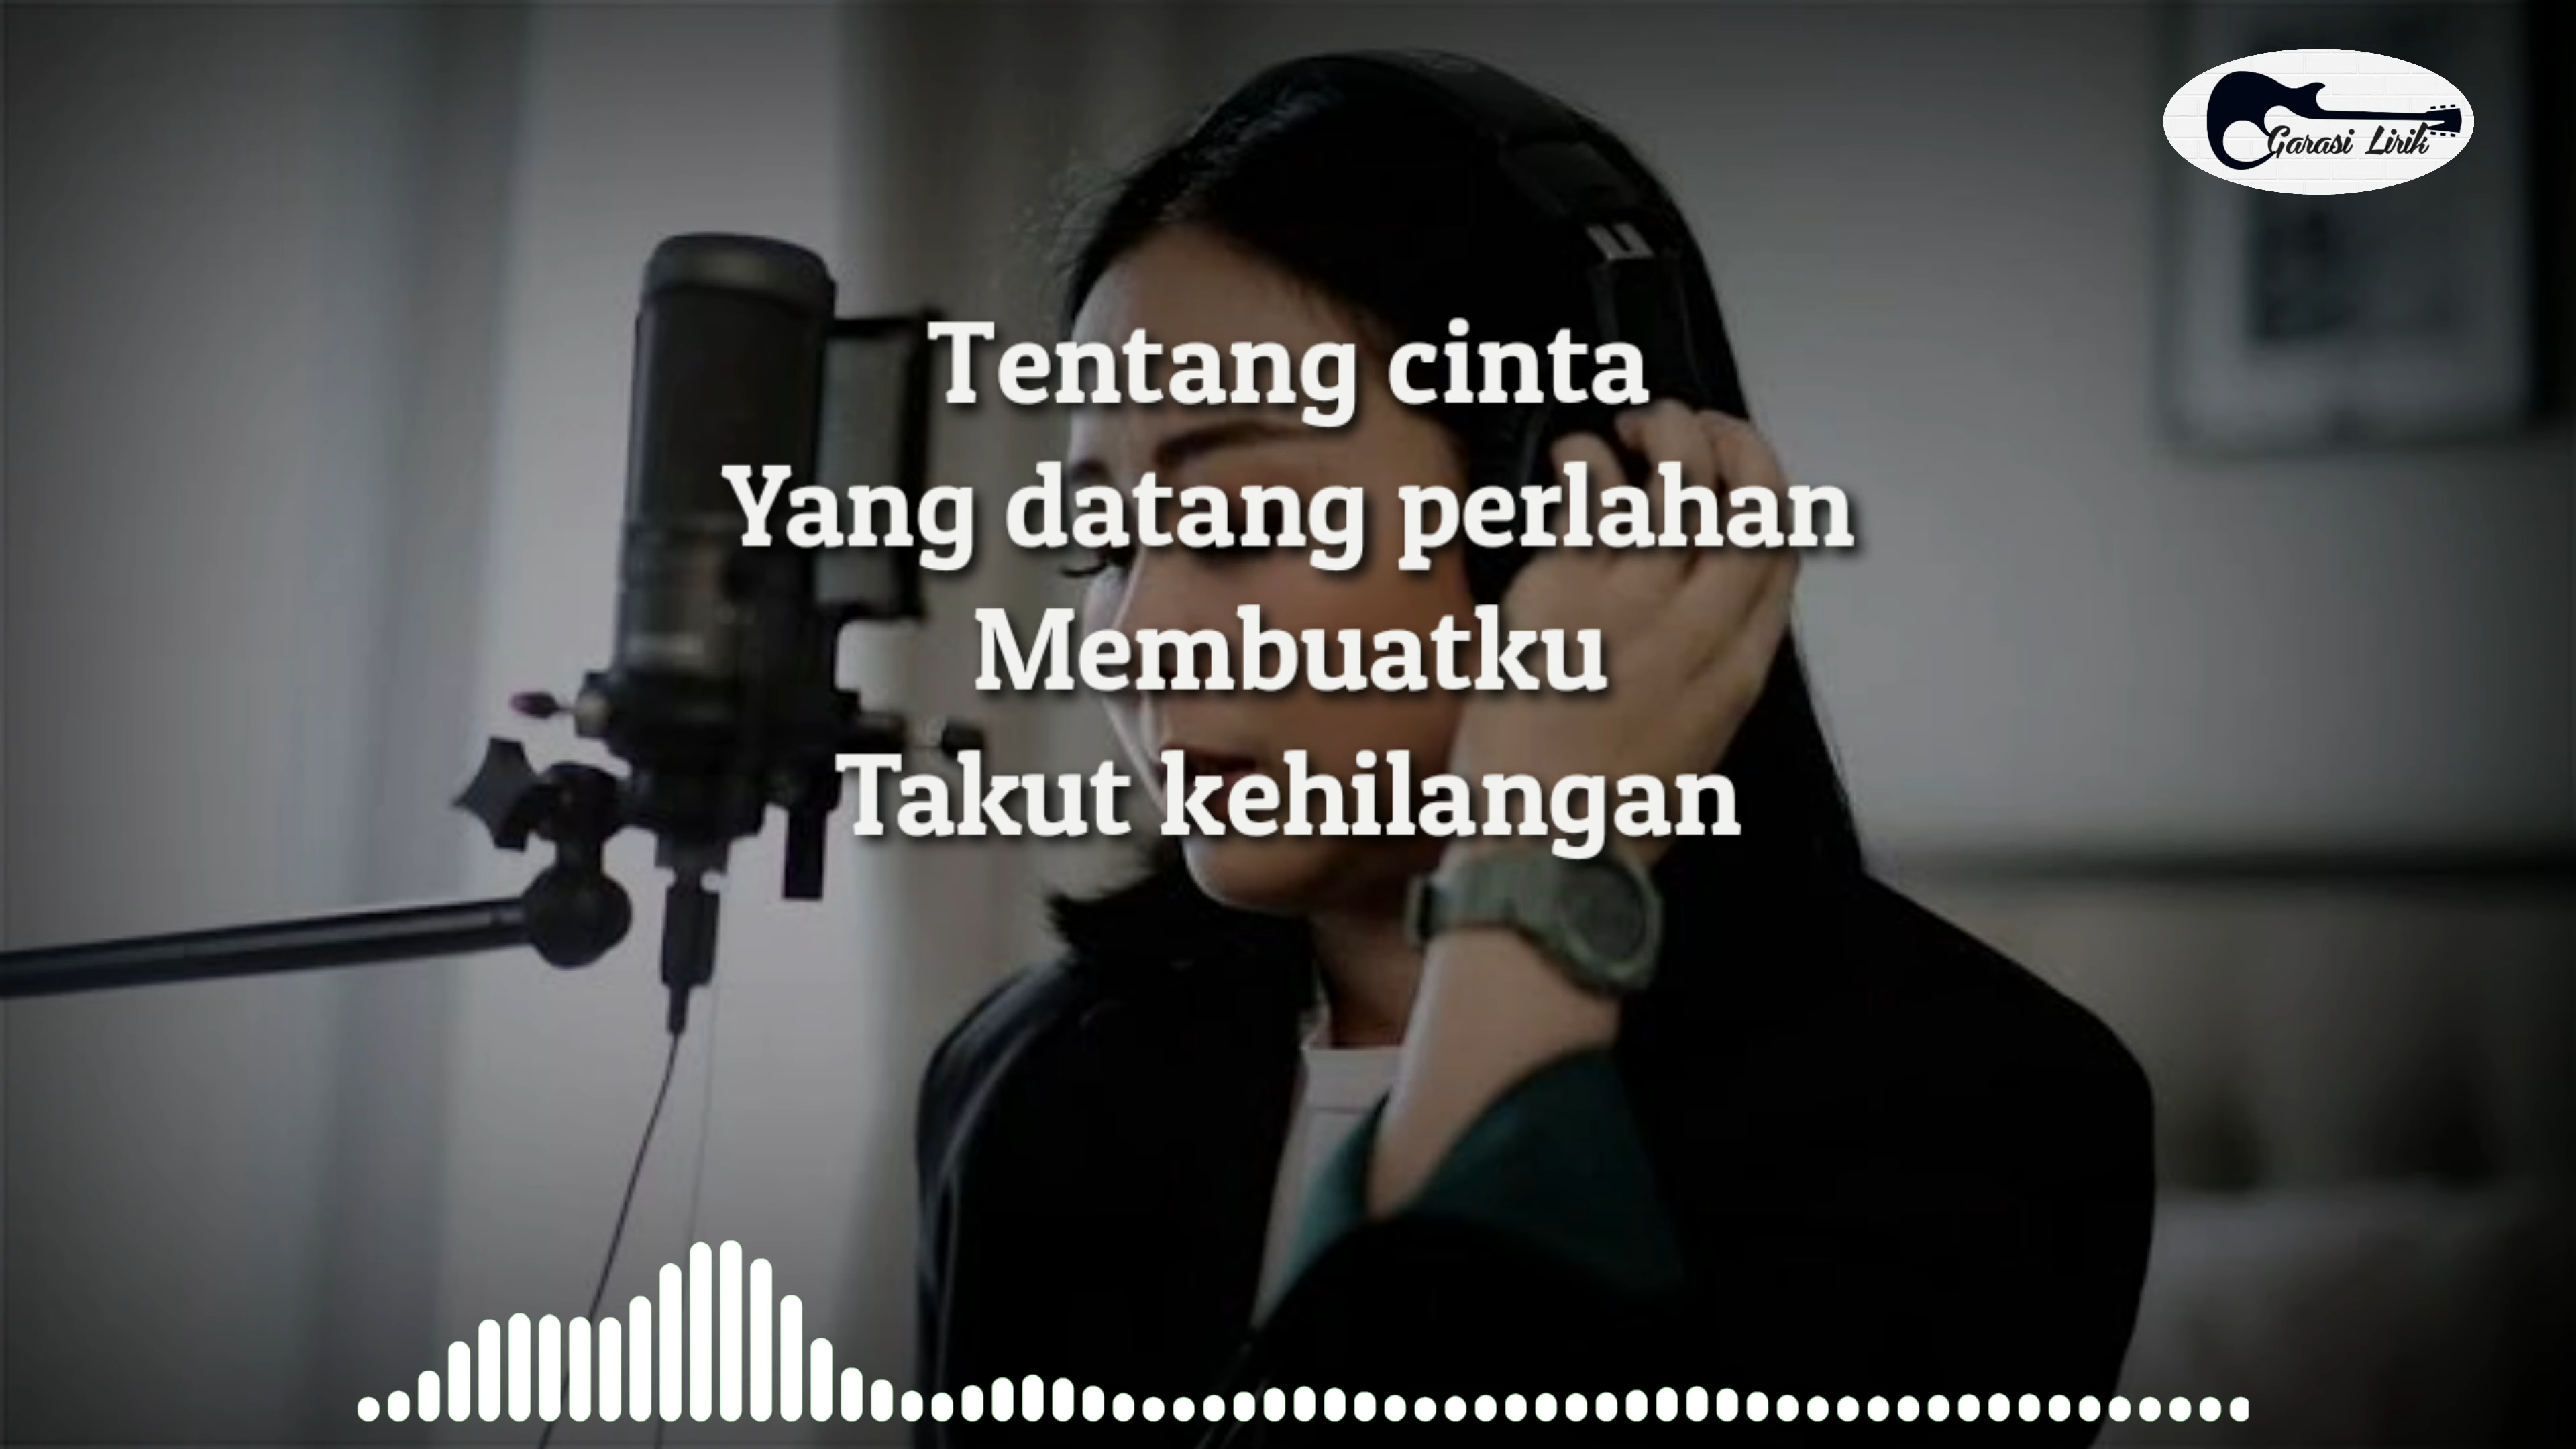 Garasi Lirik
Tentang cinta
Yang datang perlahan
Membuatku
Takut kehilangan